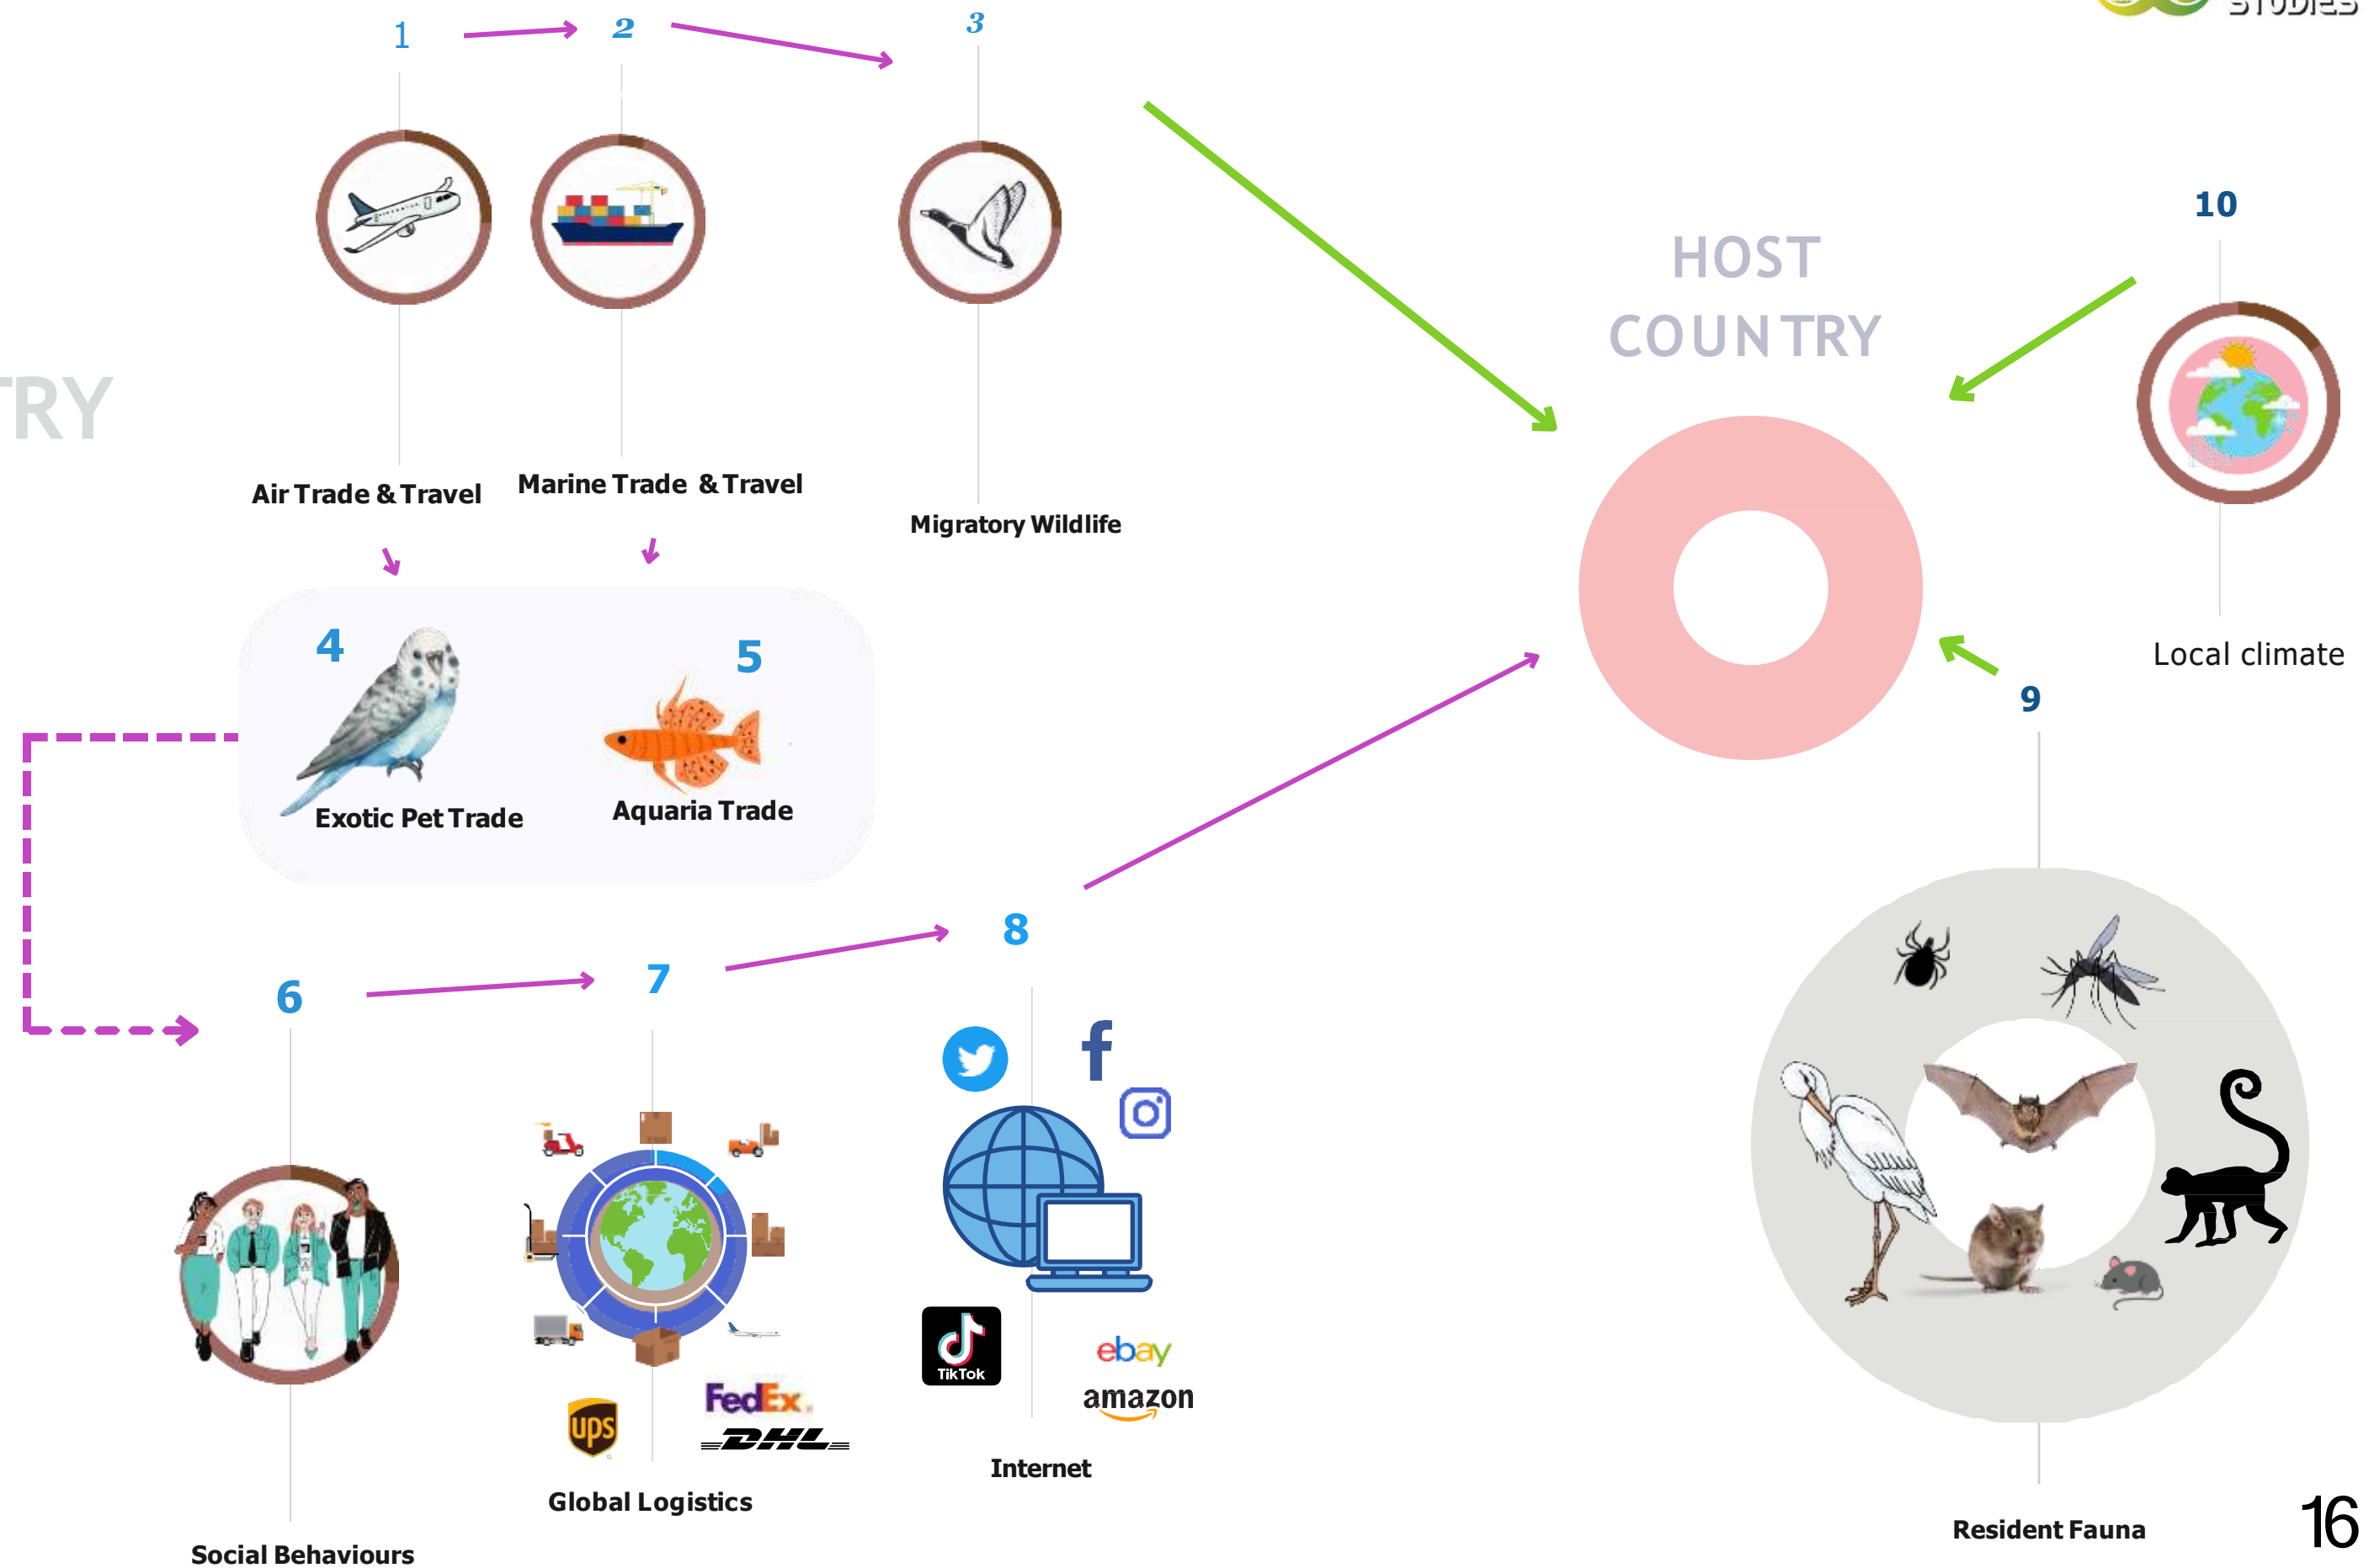 STUDIES
1
2
3
10
HOST
COUNTRY
TRY
Air Trade & Travel
Marine Trade & Travel
Migratory Wildlife
4
5
Local climate
9
Exotic Pet Trade
Aquaria Trade
6
7
8
f
TikTok
ebay
amazon
ups
FedEx
DHL
Internet
Global Logistics
Social Behaviours
Resident Fauna
16